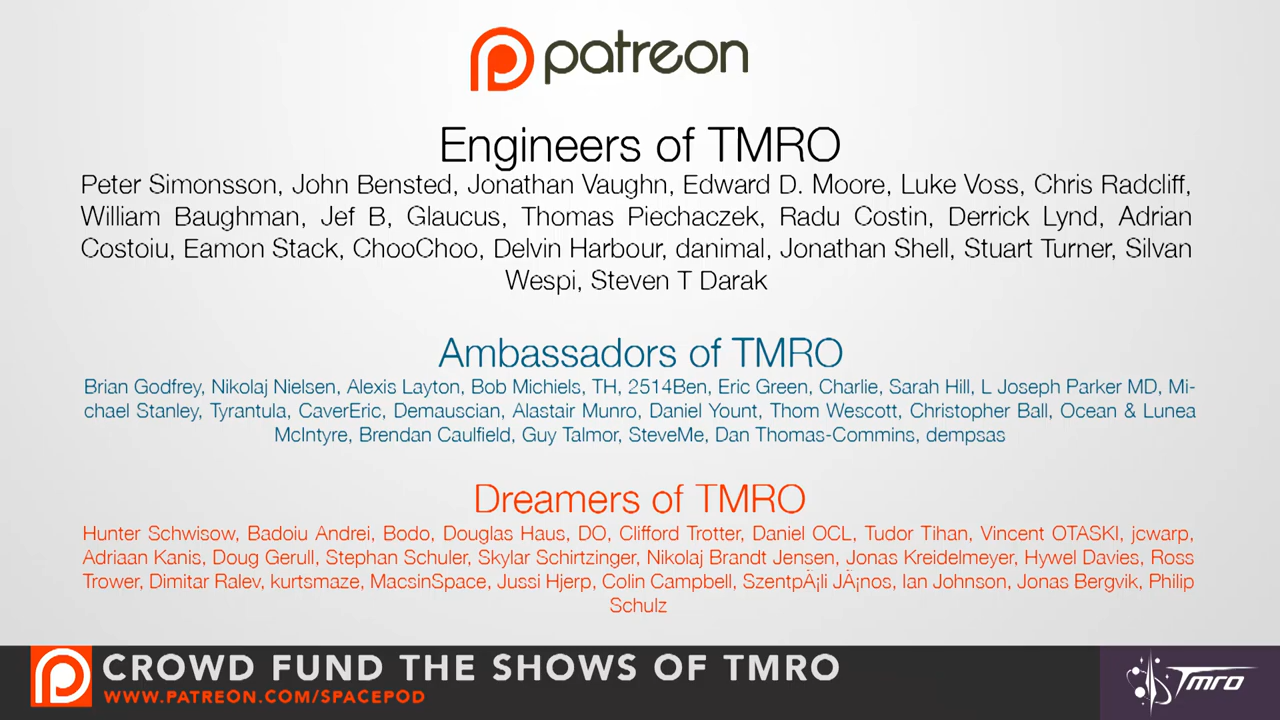 patreon
Engineers of TMRO
Peter Simonsson, John Bensted, Jonathan Vaughn, Edward D. Moore, Luke Voss, Chris Radcliff,
William Baughman, Jef B, Glaucus, Thomas Piechaczek, Radu Costin, Derrick Lynd, Adrian
Costoiu, Eamon Stack, ChooChoo, Delvin Harbour, danimal, Jonathan Shell, Stuart Turner, Silvan
Wespi, Steven T Darak
Ambassadors of TMRO
Brian Godfrey, Nikolaj Nielsen, Alexis Layton, Bob Michiels, TH, 2514Ben, Eric Green, Charlie, Sarah Hill, L Joseph Parker MD, Mi-
chael Stanley, Tyrantula, CaverEric, Demauscian, Alastair Munro, Daniel Yount, Thom Wescott, Christopher Ball, Ocean & Lunea
McIntyre, Brendan Caulfield, Guy Talmor, SteveMe, Dan Thomas-Commins, dempsas
Dreamers of TMRO
Hunter Schwisow, Badoiu Andrei, Bodo, Douglas Haus, DO, Clifford Trotter, Daniel OCL, Tudor Tihan, Vincent OTASKI, jcwarp,
Adriaan Kanis, Doug Gerull, Stephan Schuler, Skylar Schirtzinger, Nikolaj Brandt Jensen, Jonas Kreidelmeyer, Hywel Davies, Ross
Trower, Dimitar Ralev, kurtsmaze, MacsinSpace, Jussi Hjerp, Colin Campbell, SzentpÃ¡li JÃ¡nos, Ian Johnson, Jonas Bergvik, Philip
Schulz
CROWD FUND THE SHOWS OF TMRO
WWW.PATREON.COM/SPACEPOD
Tmro